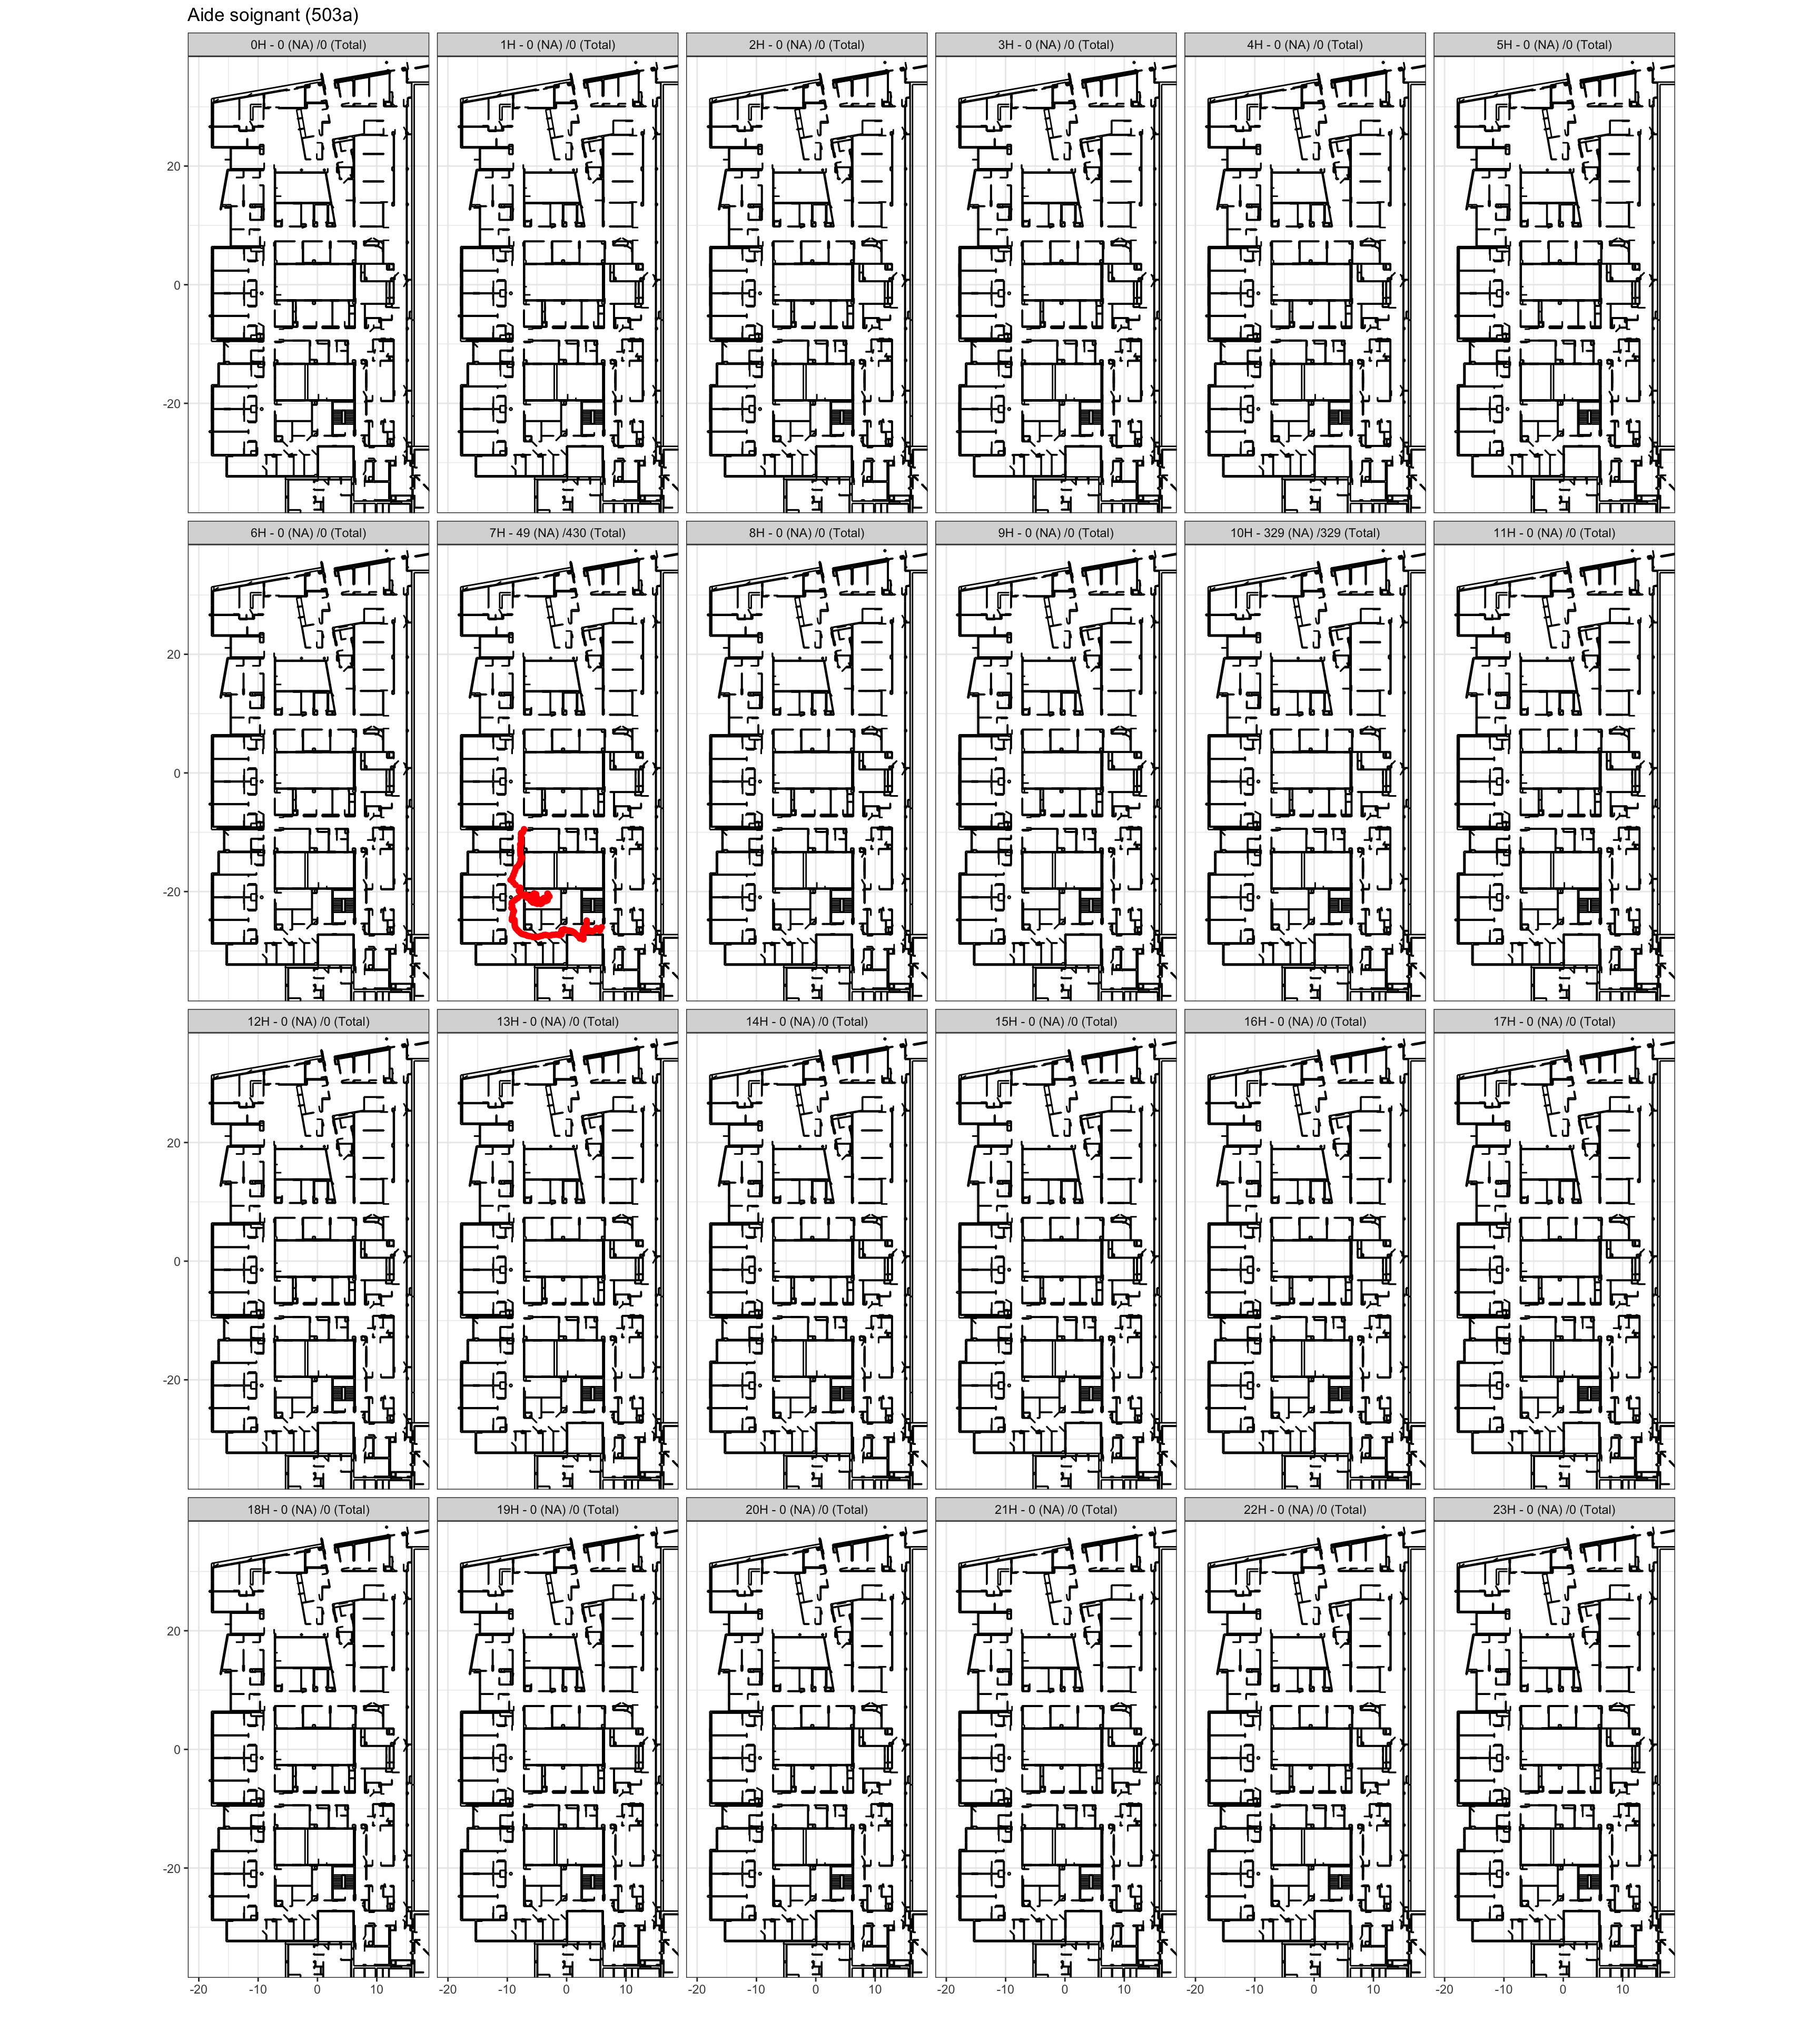 Aide soignant (503a)
0H - 0 (NA) /0 (Total) 1H - 0 (NA) /0 (Total) 2H - 0 (NA) /0 (Total) 3H - 0 (NA) /0 (Total) 4H - 0 (NA) /0 (Total) 5H - 0 (NA) /0 (Total)
20
0
-20
6H - 0 (NA) /0 (Total) 7H - 49 (NA) /430 (Total) 8H - 0 (NA) /0 (Total) 9H - 0 (NA) /0 (Total) 10H - 329 (NA) /329 (Total) 11H - 0 (NA) /0 (Total)
20
0
-20
12H - 0 (NA) /0 (Total) 13H - 0 (NA) /0 (Total) 14H - 0 (NA) /0 (Total) 15H - 0 (NA) /0 (Total) 16H - 0 (NA) /0 (Total) 17H - 0 (NA) /0 (Total)
20
0
-20
18H - 0 (NA) /0 (Total) 19H - 0 (NA) /0 (Total) 20H - 0 (NA) /0 (Total) 21H - 0 (NA) /0 (Total) 22H - 0 (NA) /0 (Total) 23H - 0 (NA) /0 (Total)
20
0
-20
-20 -10 0 10 -20 -10 0 10 -20 -10 0 10 -20 -10 0 10 -20 -10 0 10 -20 -10 0 10